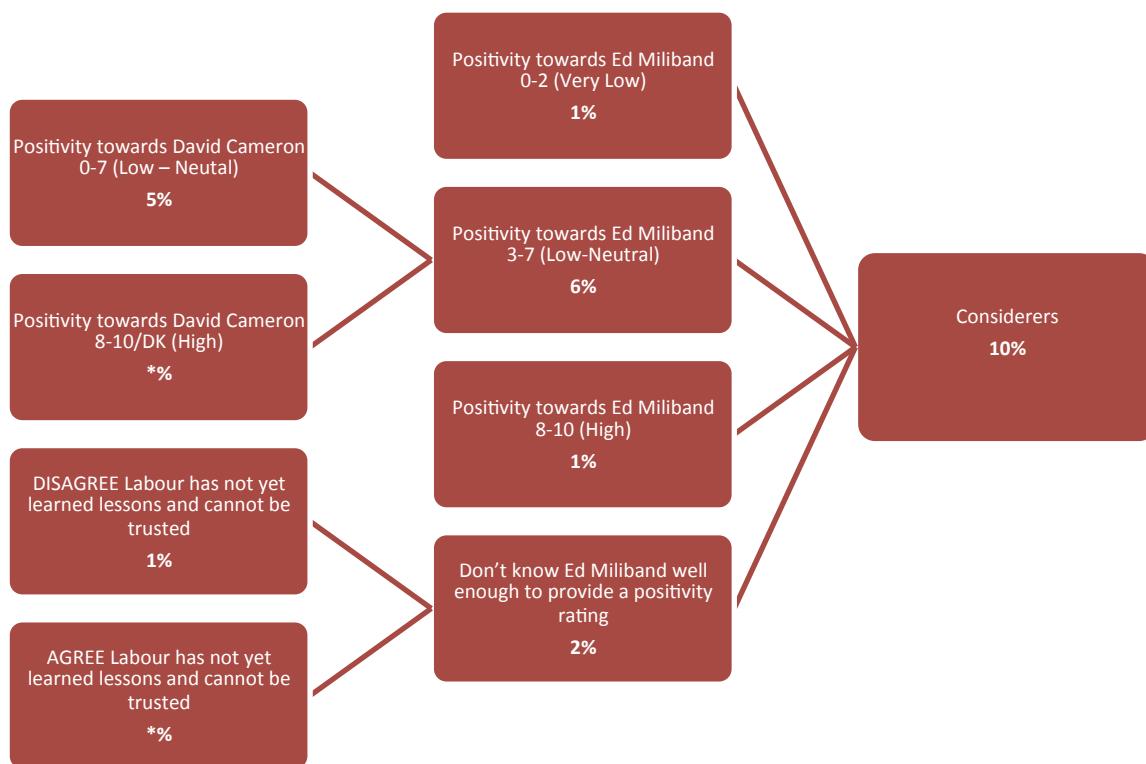 Positivity towards David Cameron
0-7 (Low – Neutal)
5%
Positivity towards David Cameron
8-10/DK (High)
*%
DISAGREE Labour has not yet
learned lessons and cannot be
trusted
1%
AGREE Labour has not yet
learned lessons and cannot be
trusted
*%
Positivity towards Ed Miliband
0-2 (Very Low)
1%
Positivity towards Ed Miliband
3-7 (Low-Neutral)
6%
Positivity towards Ed Miliband
8-10 (High)
1%
Don’t know Ed Miliband well
enough to provide a positivity
rating
2%
Considerers
10%